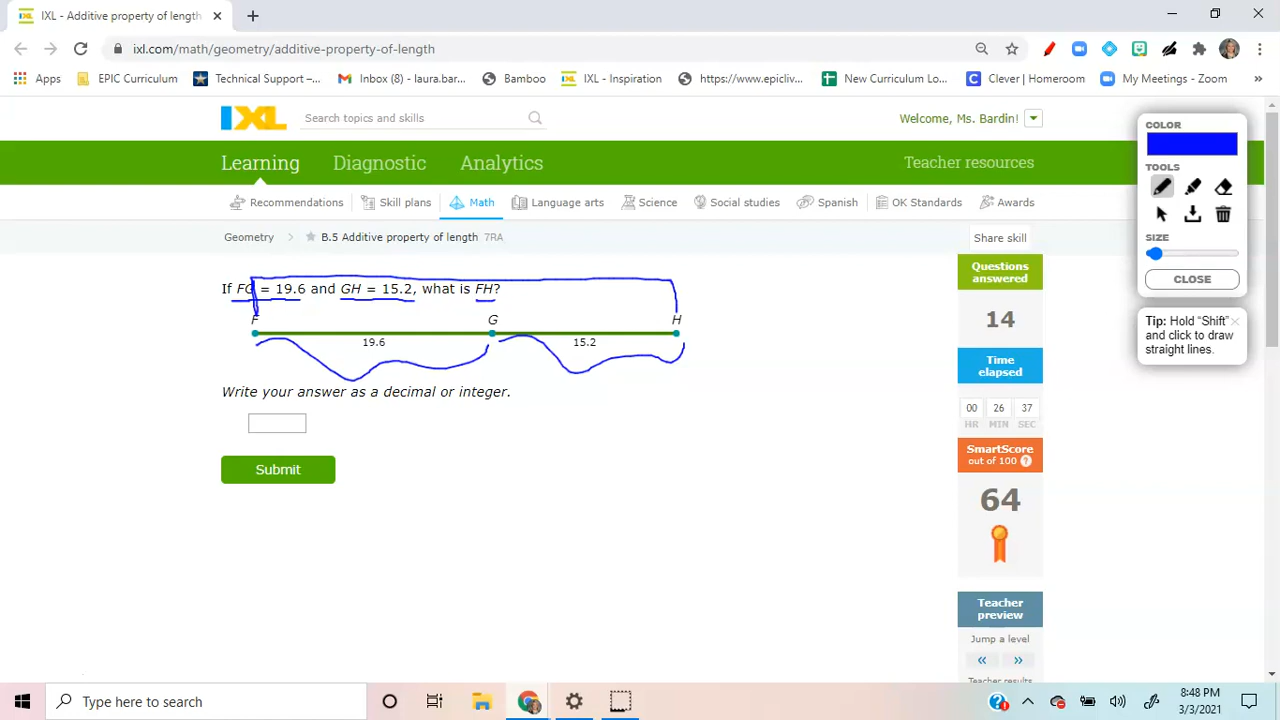 IXL - Additive property of length
ixl.com/math/geometry/additive-property-of-length
Apps
EPIC Curriculum
Technical Support –...
Inbox (8) - laura.bar...
Bamboo
IXL - Inspiration
https://www.epicliv...
New Curriculum Lo...
Clever | Homeroom
My Meetings - Zoom
»
IXL
Search topics and skills
Welcome, Ms. Bardin!
Learning
Diagnostic
Analytics
Teacher resources
Recommendations
Skill plans
Math
Language arts
Science
Social studies
Spanish
OK Standards
Awards
Geometry
B.5 Additive property of length 7RA
Share skill
If FG = 19.6 and GH = 15.2, what is FH?
F G H
19.6 15.2
Write your answer as a decimal or integer.
Submit
Questions
answered
14
Time
elapsed
00 26 37
HR MIN SEC
SmartScore
out of 100 ?
64
Teacher
preview
Jump a level
« »
Teacher results
COLOR
TOOLS
SIZE
CLOSE
Tip: Hold "Shift"
and click to draw
straight lines.
Type here to search
8:48 PM
3/3/2021